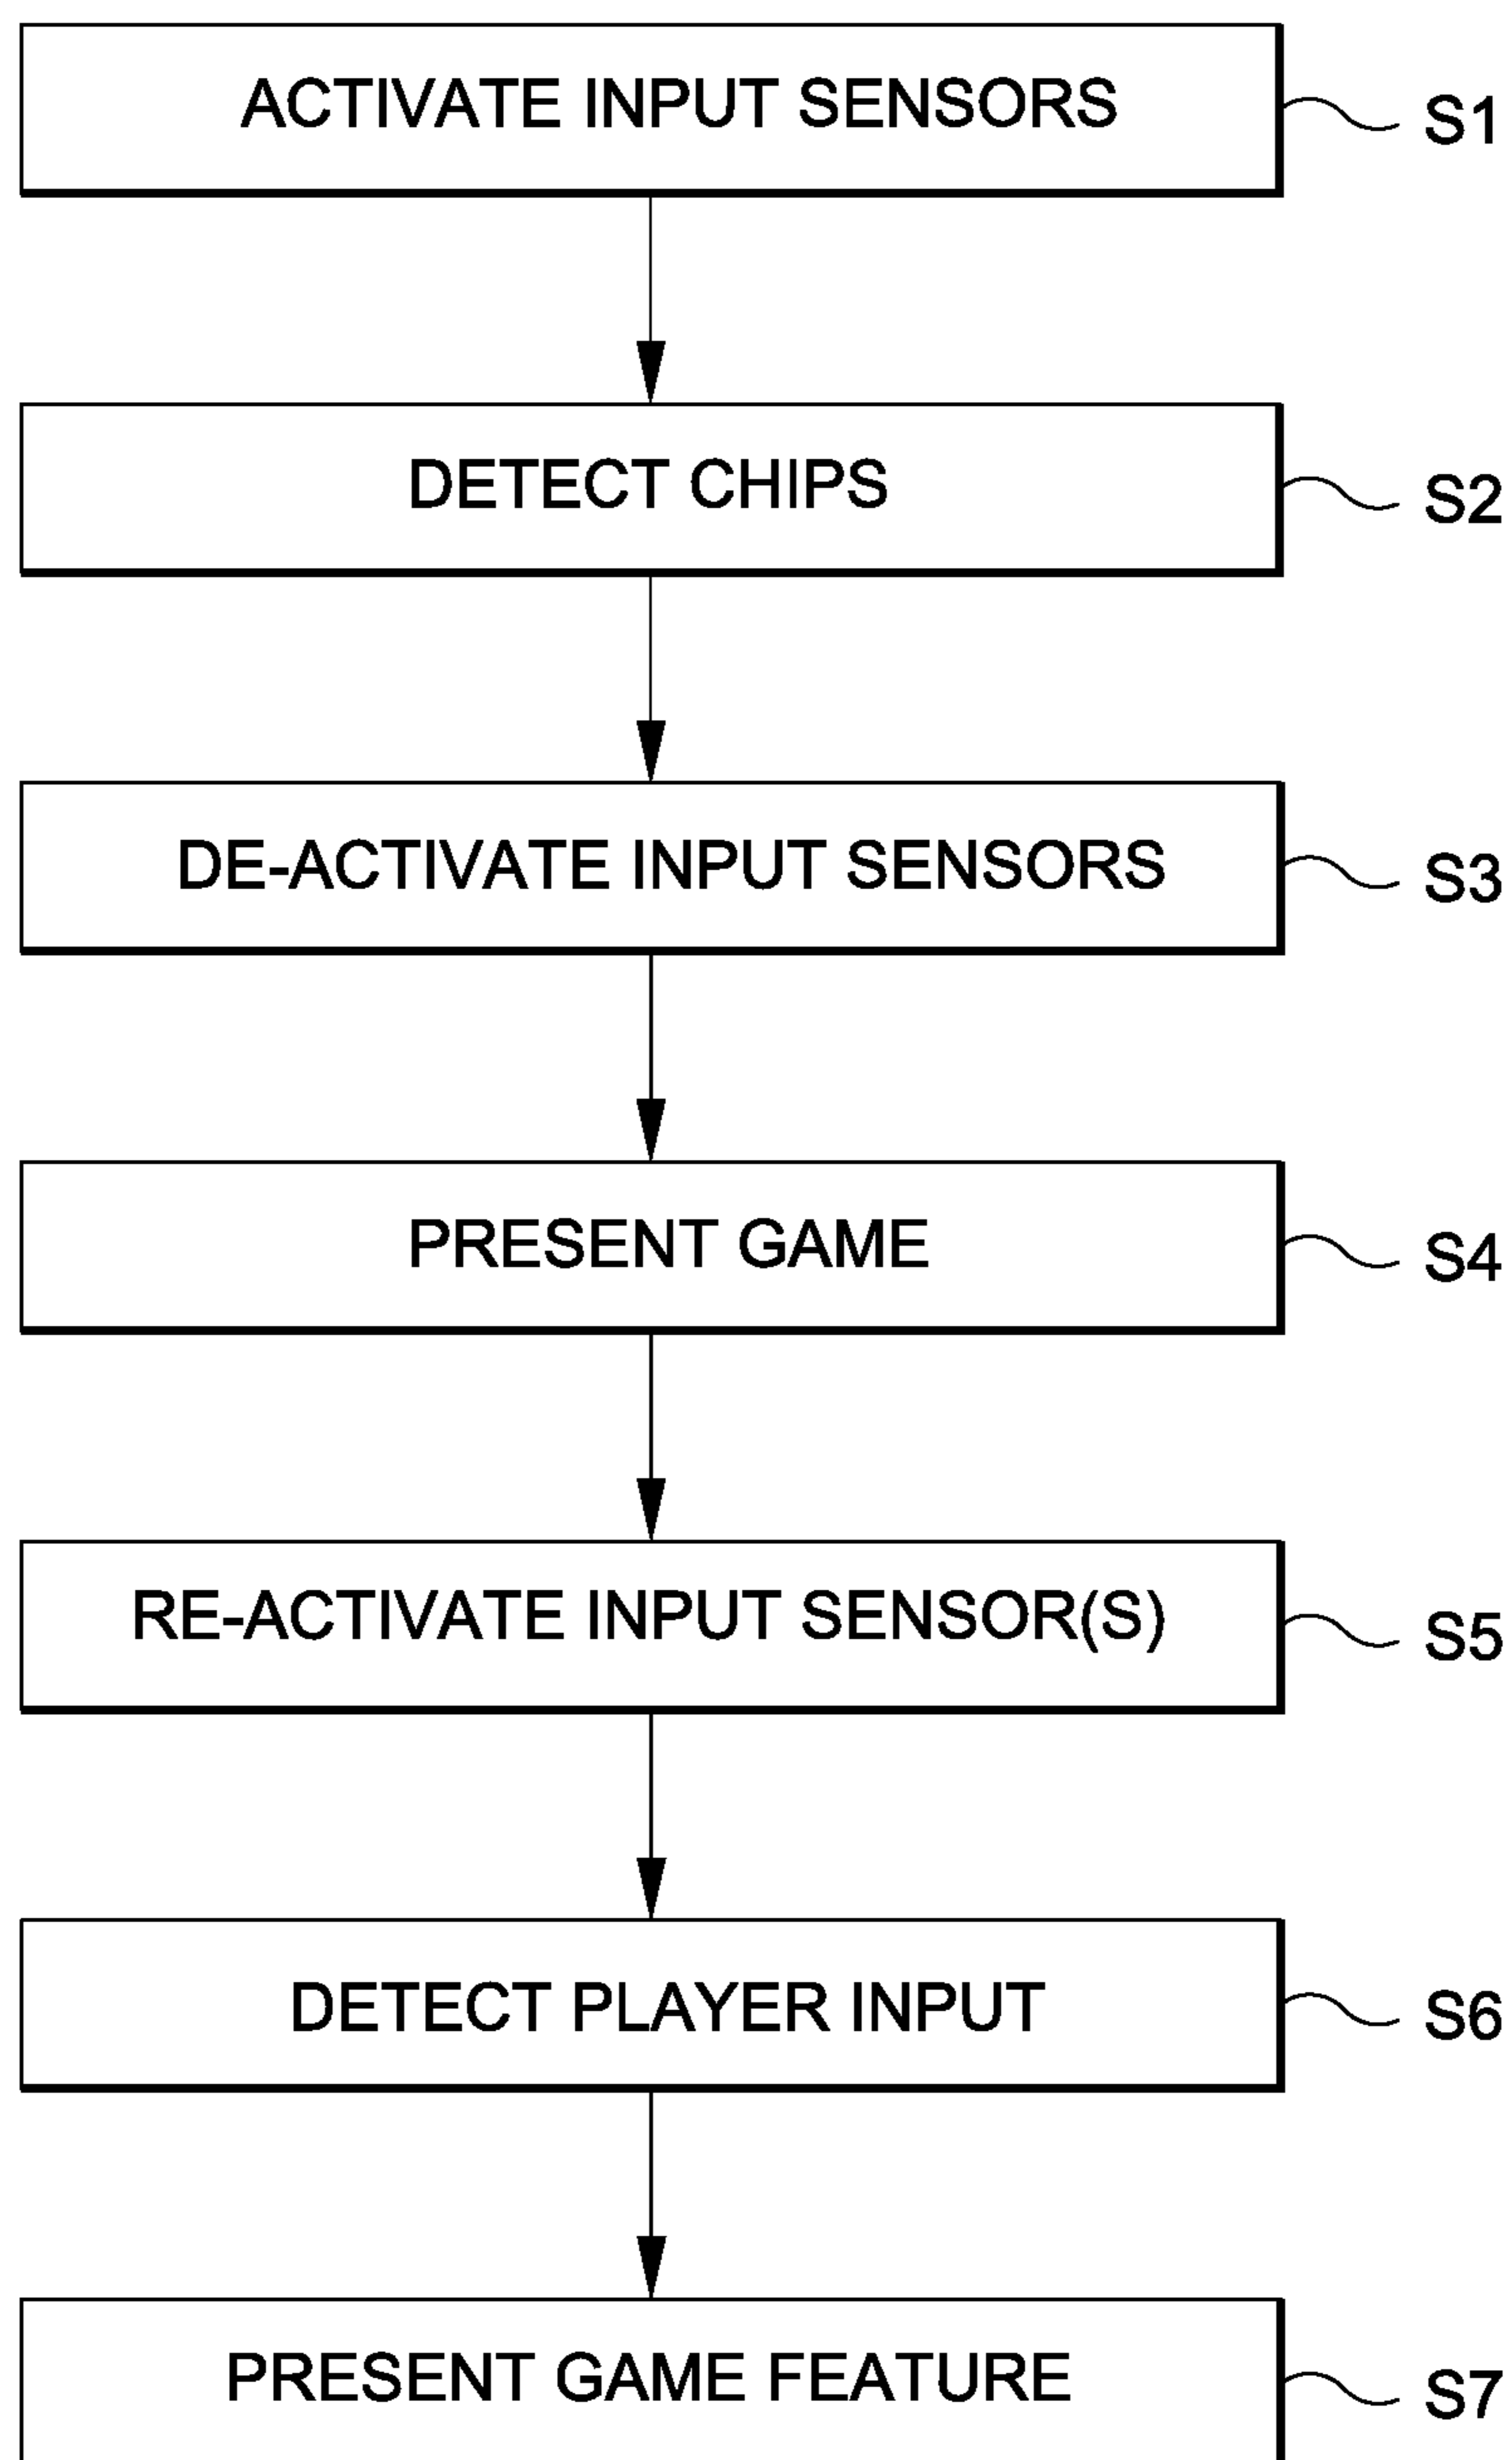 ACTIVATE INPUT SENSORS S1
DETECT CHIPS S2
DE-ACTIVATE INPUT SENSORS S3
PRESENT GAME S4
RE-ACTIVATE INPUT SENSOR(S) S5
DETECT PLAYER INPUT S6
PRESENT GAME FEATURE S7